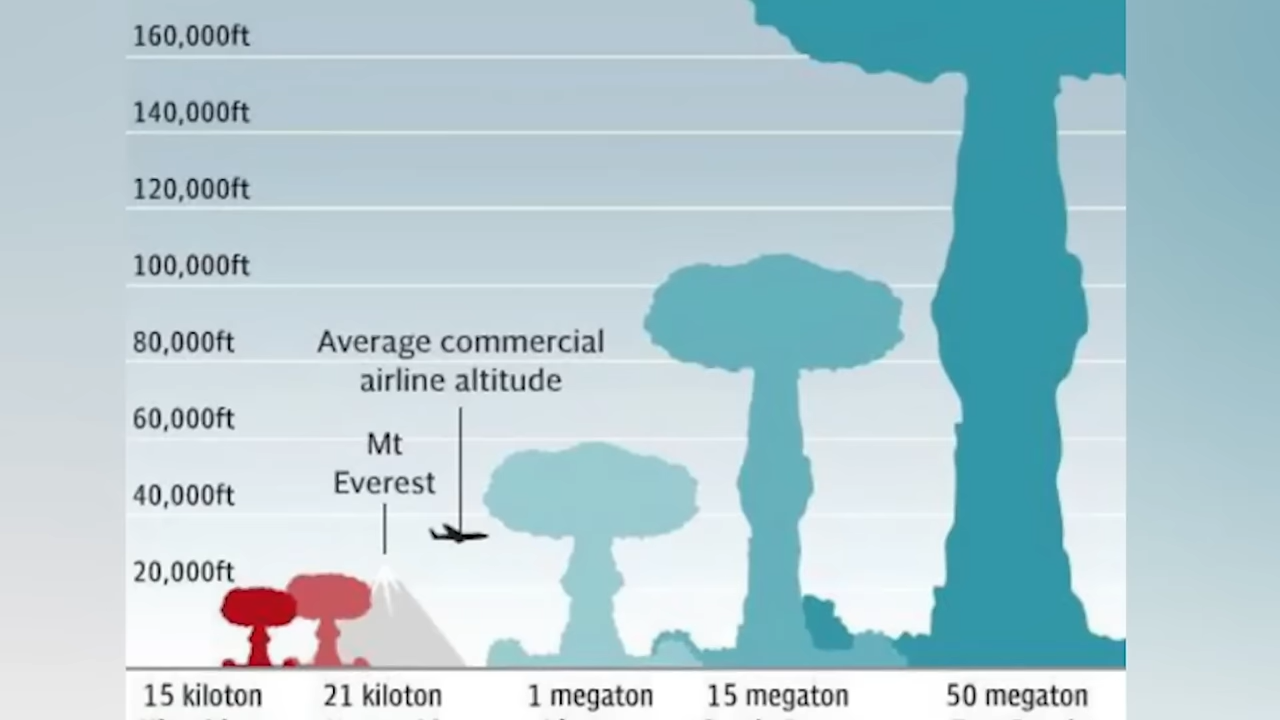 160,000ft
140,000ft
120,000ft
100,000ft
80,000ft
Average commercial
airline altitude
60,000ft
Mt
Everest
40,000ft
20,000ft
15 kiloton 21 kiloton 1 megaton 15 megaton 50 megaton